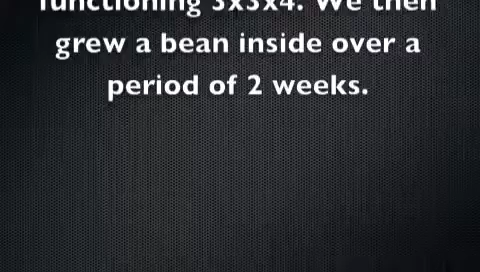 functioning 3x3x4. We then
grew a bean inside over a
period of 2 weeks.